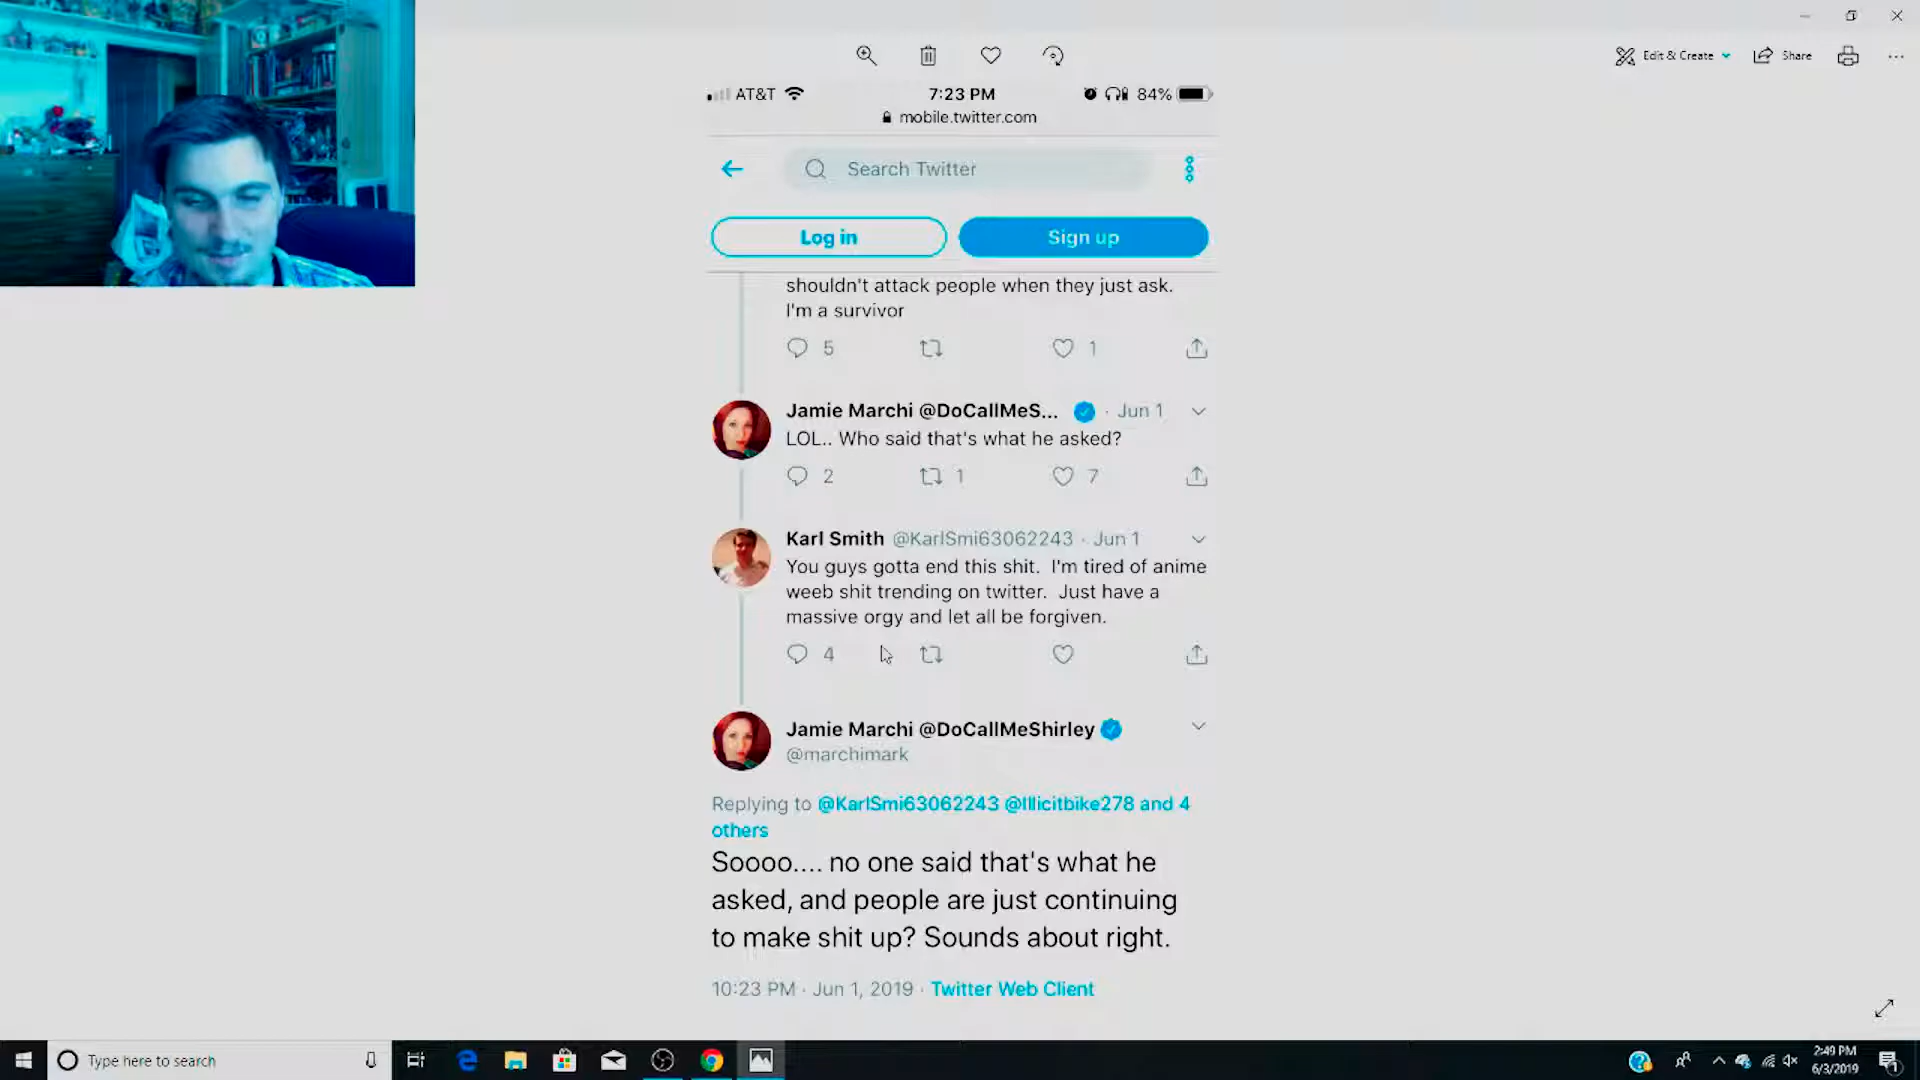 Edit & Create
Share
AT&T
7:23 PM
84%
mobile.twitter.com
Search Twitter
Log in
Sign up
shouldn't attack people when they just ask.
I'm a survivor
5
1
Jamie Marchi @DoCallMeS... · Jun 1
LOL.. Who said that's what he asked?
2
1
7
Karl Smith @KarlSmi63062243 · Jun 1
You guys gotta end this shit. I'm tired of anime
weeb shit trending on twitter. Just have a
massive orgy and let all be forgiven.
4
Jamie Marchi @DoCallMeShirley
@marchimark
Replying to @KarlSmi63062243 @Illicitbike278 and 4
others
Soooo.... no one said that's what he
asked, and people are just continuing
to make shit up? Sounds about right.
10:23 PM · Jun 1, 2019 · Twitter Web Client
Type here to search
2:49 PM
6/3/2019
1